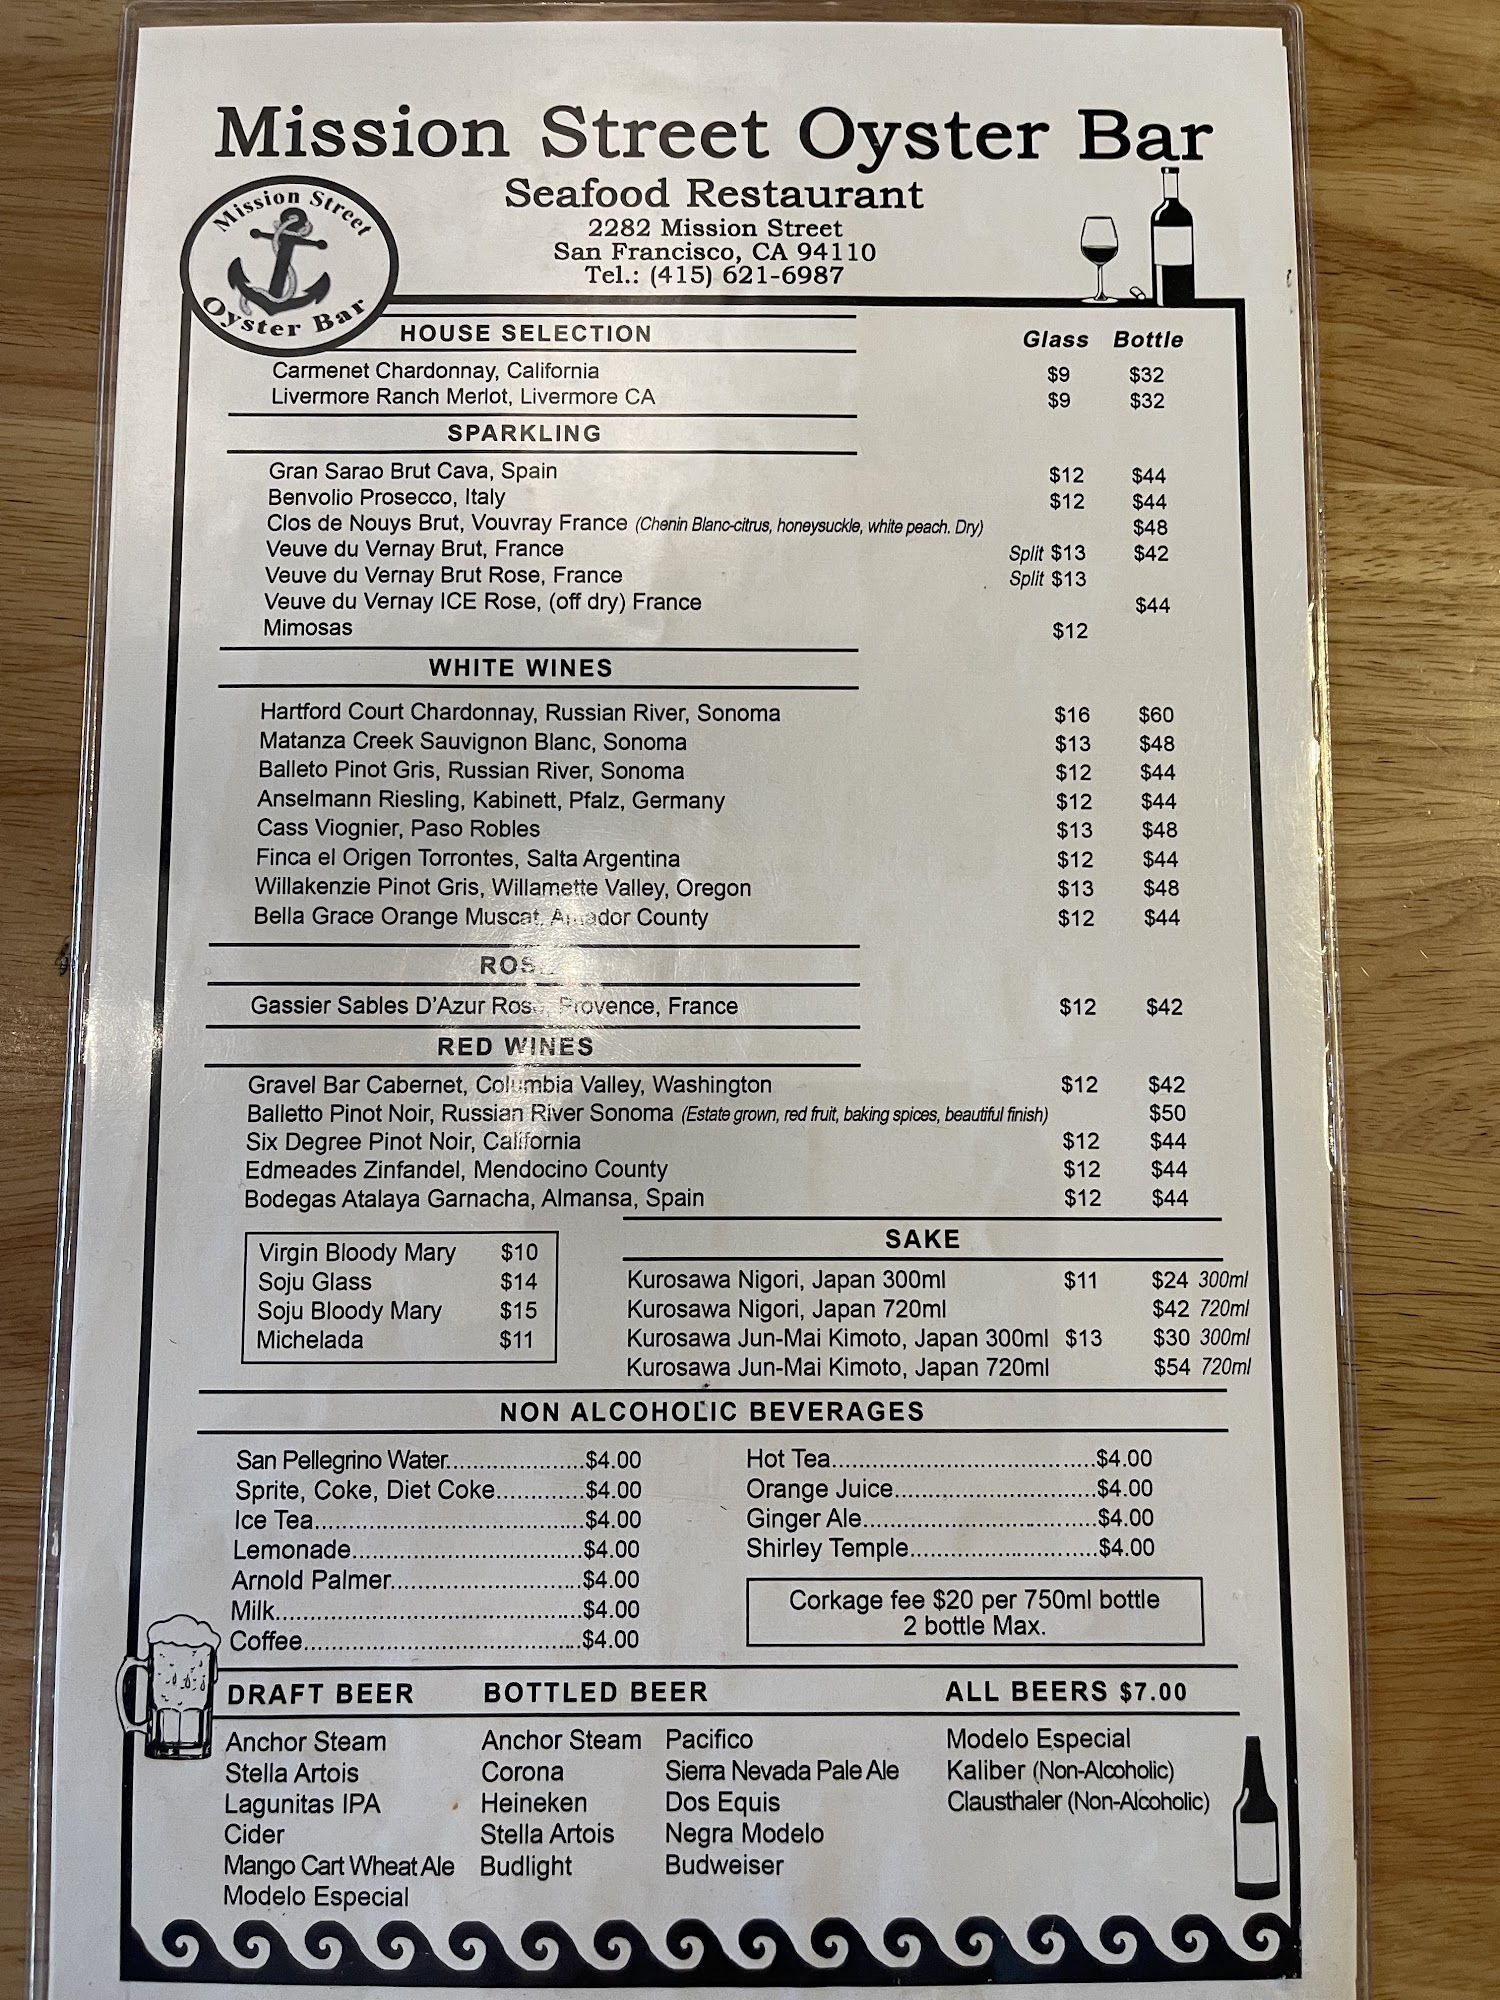 Mission Street Oyster Bar
Seafood Restaurant
2282 Mission Street
San Francisco, CA 94110
Tel.: (415) 621-6987
Mission Street
Oyster Bar
HOUSE SELECTION Glass Bottle
Carmenet Chardonnay, California $9 $32
Livermore Ranch Merlot, Livermore CA $9 $32
SPARKLING
Gran Sarao Brut Cava, Spain $12 $44
Benvolio Prosecco, Italy $12 $44
Clos de Nouys Brut, Vouvray France (Chenin Blanc-citrus, honeysuckle, white peach. Dry) $48
Veuve du Vernay Brut, France Split $13 $42
Veuve du Vernay Brut Rose, France Split $13
Veuve du Vernay ICE Rose, (off dry) France $44
Mimosas $12
WHITE WINES
Hartford Court Chardonnay, Russian River, Sonoma $16 $60
Matanza Creek Sauvignon Blanc, Sonoma $13 $48
Balleto Pinot Gris, Russian River, Sonoma $12 $44
Anselmann Riesling, Kabinett, Pfalz, Germany $12 $44
Cass Viognier, Paso Robles $13 $48
Finca el Origen Torrontes, Salta Argentina $12 $44
Willakenzie Pinot Gris, Willamette Valley, Oregon $13 $48
Bella Grace Orange Muscat, Amador County $12 $44
ROSE
Gassier Sables D'Azur Rose, Provence, France $12 $42
RED WINES
Gravel Bar Cabernet, Columbia Valley, Washington $12 $42
Balletto Pinot Noir, Russian River Sonoma (Estate grown, red fruit, baking spices, beautiful finish) $50
Six Degree Pinot Noir, California $12 $44
Edmeades Zinfandel, Mendocino County $12 $44
Bodegas Atalaya Garnacha, Almansa, Spain $12 $44
Virgin Bloody Mary $10
Soju Glass $14
Soju Bloody Mary $15
Michelada $11
SAKE
Kurosawa Nigori, Japan 300ml $11 $24 300ml
Kurosawa Nigori, Japan 720ml $42 720ml
Kurosawa Jun-Mai Kimoto, Japan 300ml $13 $30 300ml
Kurosawa Jun-Mai Kimoto, Japan 720ml $54 720ml
NON ALCOHOLIC BEVERAGES
San Pellegrino Water.....................$4.00
Sprite, Coke, Diet Coke.............$4.00
Ice Tea.......................................$4.00
Lemonade.................................$4.00
Arnold Palmer............................$4.00
Milk............................................$4.00
Coffee........................................$4.00
Hot Tea......................................$4.00
Orange Juice.............................$4.00
Ginger Ale..................................$4.00
Shirley Temple...........................$4.00
Corkage fee $20 per 750ml bottle
2 bottle Max.
DRAFT BEER BOTTLED BEER ALL BEERS $7.00
Anchor Steam Anchor Steam Pacifico Modelo Especial
Stella Artois Corona Sierra Nevada Pale Ale Kaliber (Non-Alcoholic)
Lagunitas IPA Heineken Dos Equis Clausthaler (Non-Alcoholic)
Cider Stella Artois Negra Modelo
Mango Cart Wheat Ale Budlight Budweiser
Modelo Especial